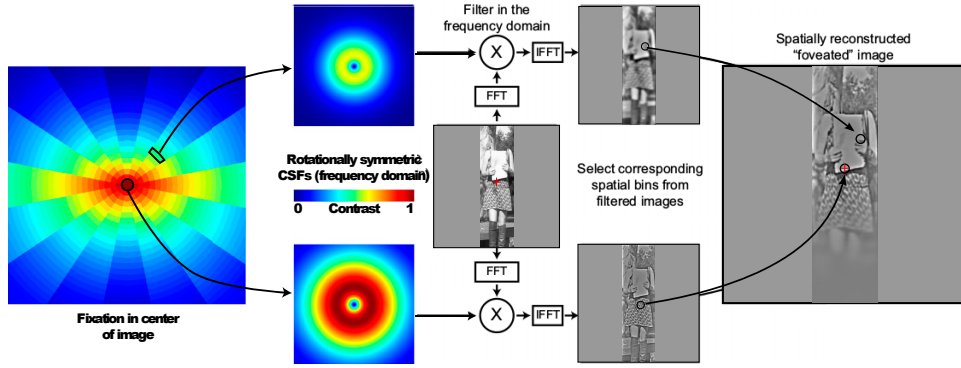 Filter in the
frequency domain
X
IFFT
FFT
Spatially reconstructed
“foveated” image
Rotationally symmetric
CSFs (frequency domain)
0 Contrast 1
Select corresponding
spatial bins from
filtered images
FFT
X
IFFT
Fixation in center
of image